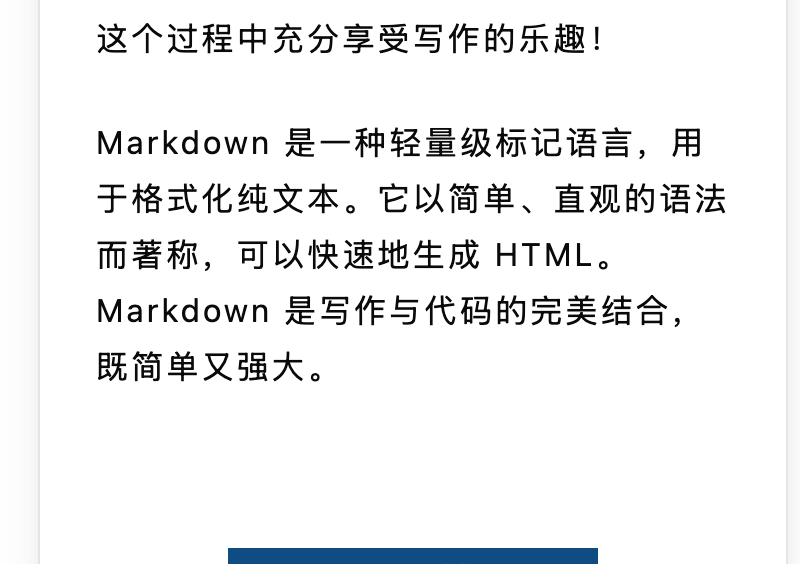 这个过程中充分享受写作的乐趣！
Markdown 是一种轻量级标记语言，用
于格式化纯文本。它以简单、直观的语法
而著称，可以快速地生成 HTML。
Markdown 是写作与代码的完美结合，
既简单又强大。